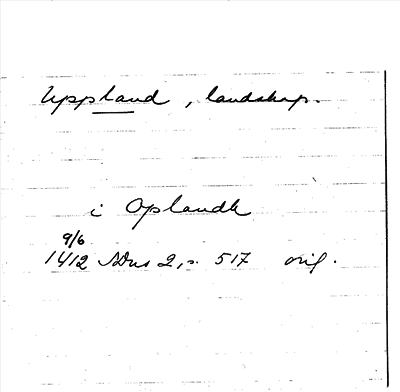 Uppland, landskap.
i Oplandh
9/6
1412 SDns 2, s. 517 orig.